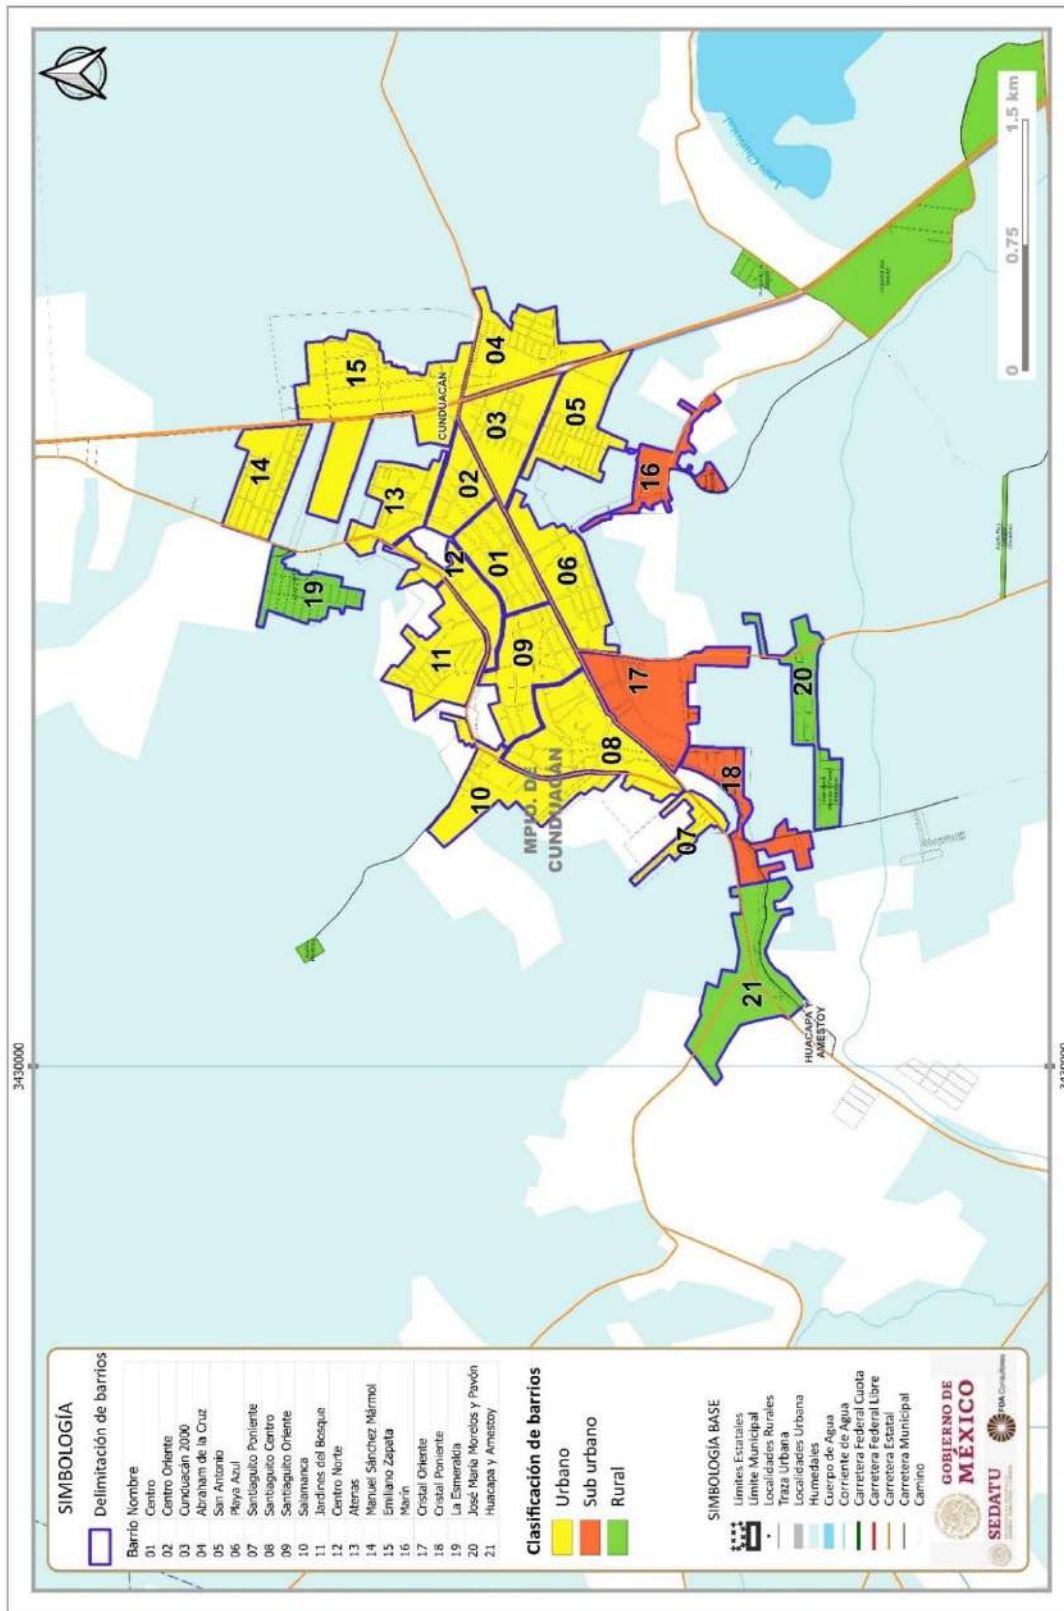 SIMBOLOGÍA
Delimitación de barrios
Barrio Nombre
01 Centro
02 Centro Oriente
03 Cunduacán 2000
04 Abraham de la Cruz
05 San Antonio
06 Playa Azul
07 Santiaguito Poniente
08 Santiaguito Centro
09 Santiaguito Oriente
10 Salamanca
11 Jardines del Bosque
12 Centro Norte
13 Atenas
14 Manuel Sánchez Mármol
15 Emiliano Zapata
16 Marín
17 Cristal Oriente
18 Cristal Poniente
19 La Esmeralda
20 José María Morelos y Pavón
21 Huacapa y Amestoy
Clasificación de barrios
Urbano
Sub urbano
Rural
SIMBOLOGÍA BASE
Límites Estatales
Límite Municipal
Localidades Rurales
Traza Urbana
Localidades Urbana
Humedales
Cuerpo de Agua
Corriente de Agua
Carretera Federal Cuota
Carretera Federal Libre
Carretera Estatal
Carretera Municipal
Camino
GOBIERNO DE
MÉXICO
SEDATU
FOA Consultores
3430000
3430000
14
15
19
13
CUNDUACÁN
04
03
05
02
12
01
11
09
06
16
10
MPIO. DE
CUNDUACÁN
08
17
07
18
20
21
HUACAPA Y
AMESTOY
0
0.75
1.5 km